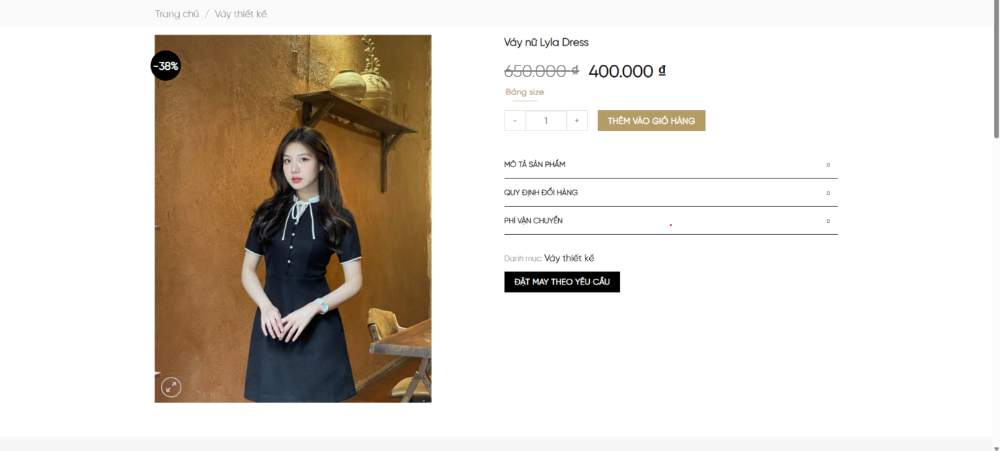 Trang chủ / Váy thiết kế
-38%
Váy nữ Lyla Dress
650.000 ₫ 400.000 ₫
Bảng size
- 1 + THÊM VÀO GIỎ HÀNG
MÔ TẢ SẢN PHẨM
QUY ĐỊNH ĐỔI HÀNG
PHÍ VẬN CHUYỂN
Danh mục: Váy thiết kế
ĐẶT MAY THEO YÊU CẦU